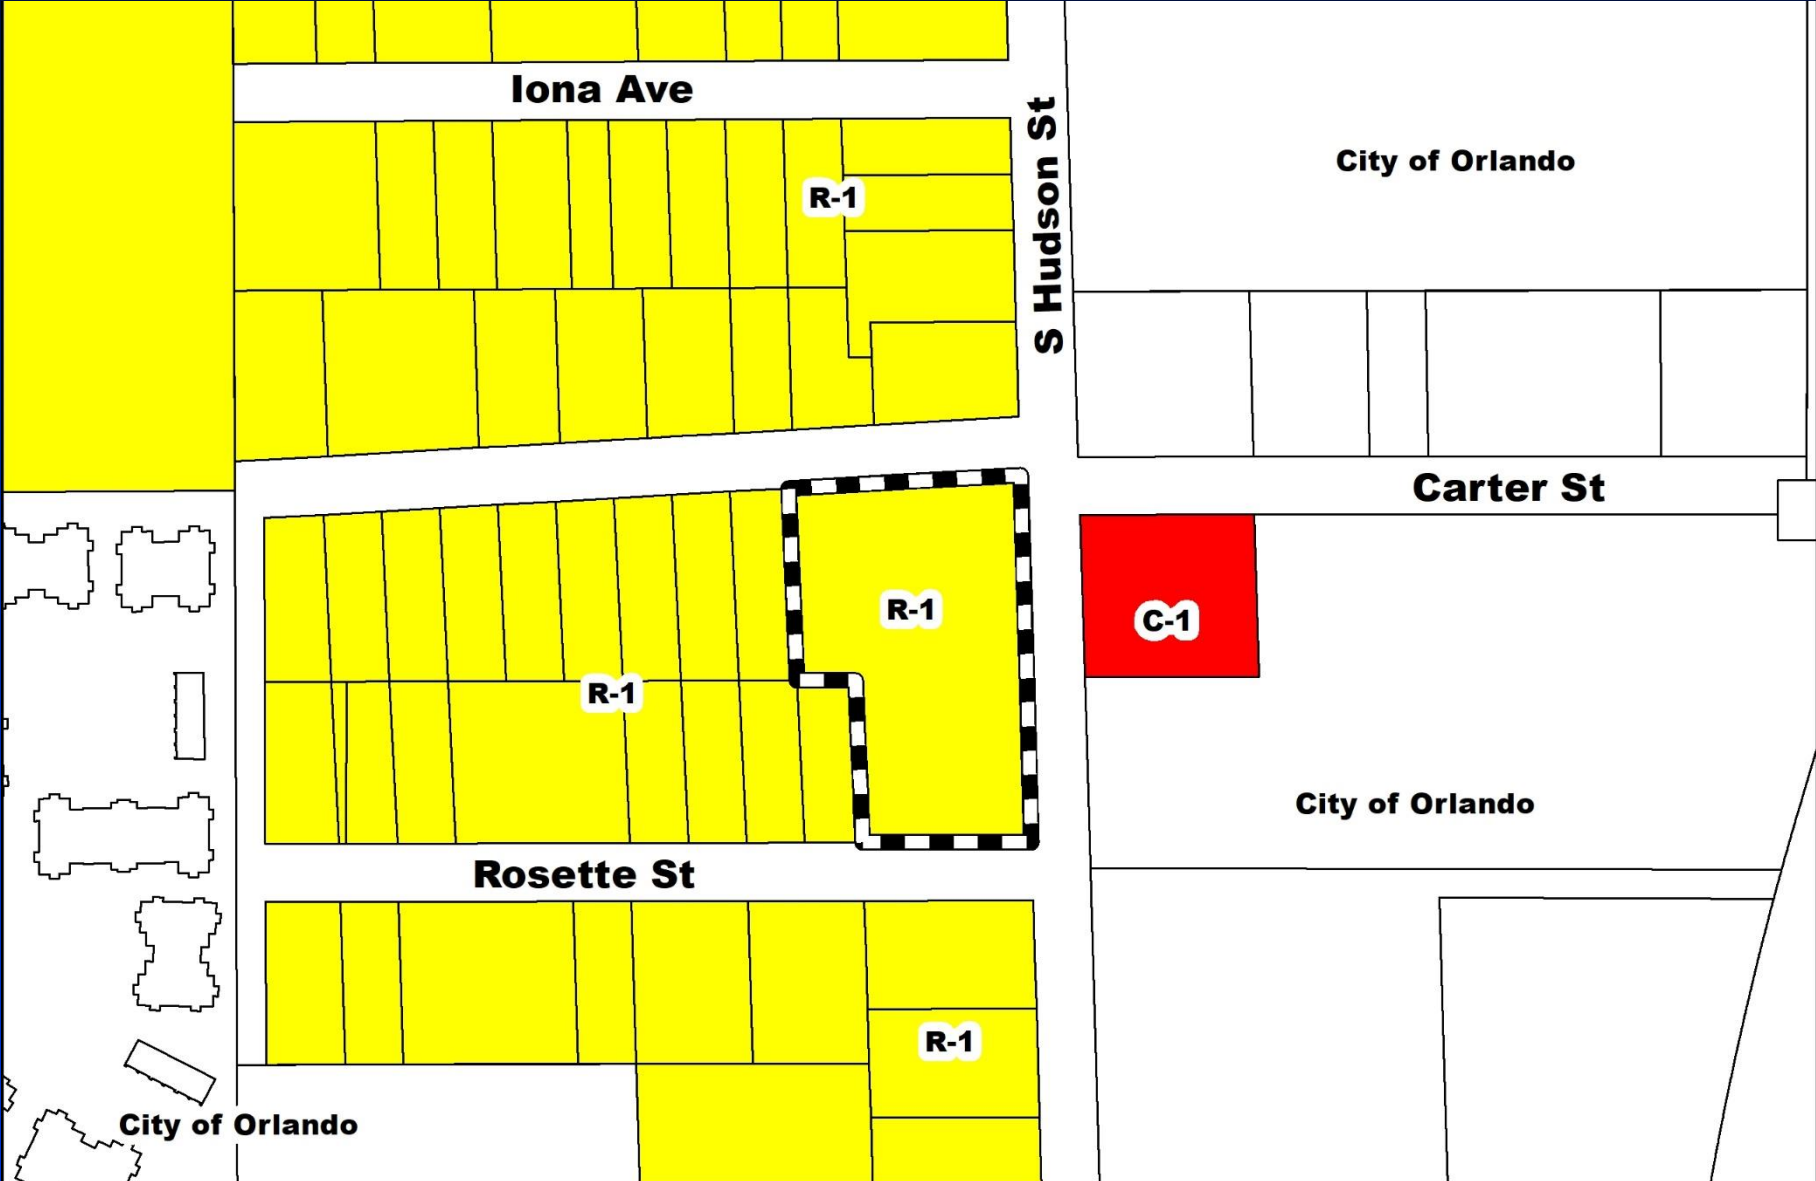 Iona Ave
City of Orlando
R-1
S Hudson St
Carter St
R-1
C-1
R-1
City of Orlando
Rosette St
R-1
City of Orlando